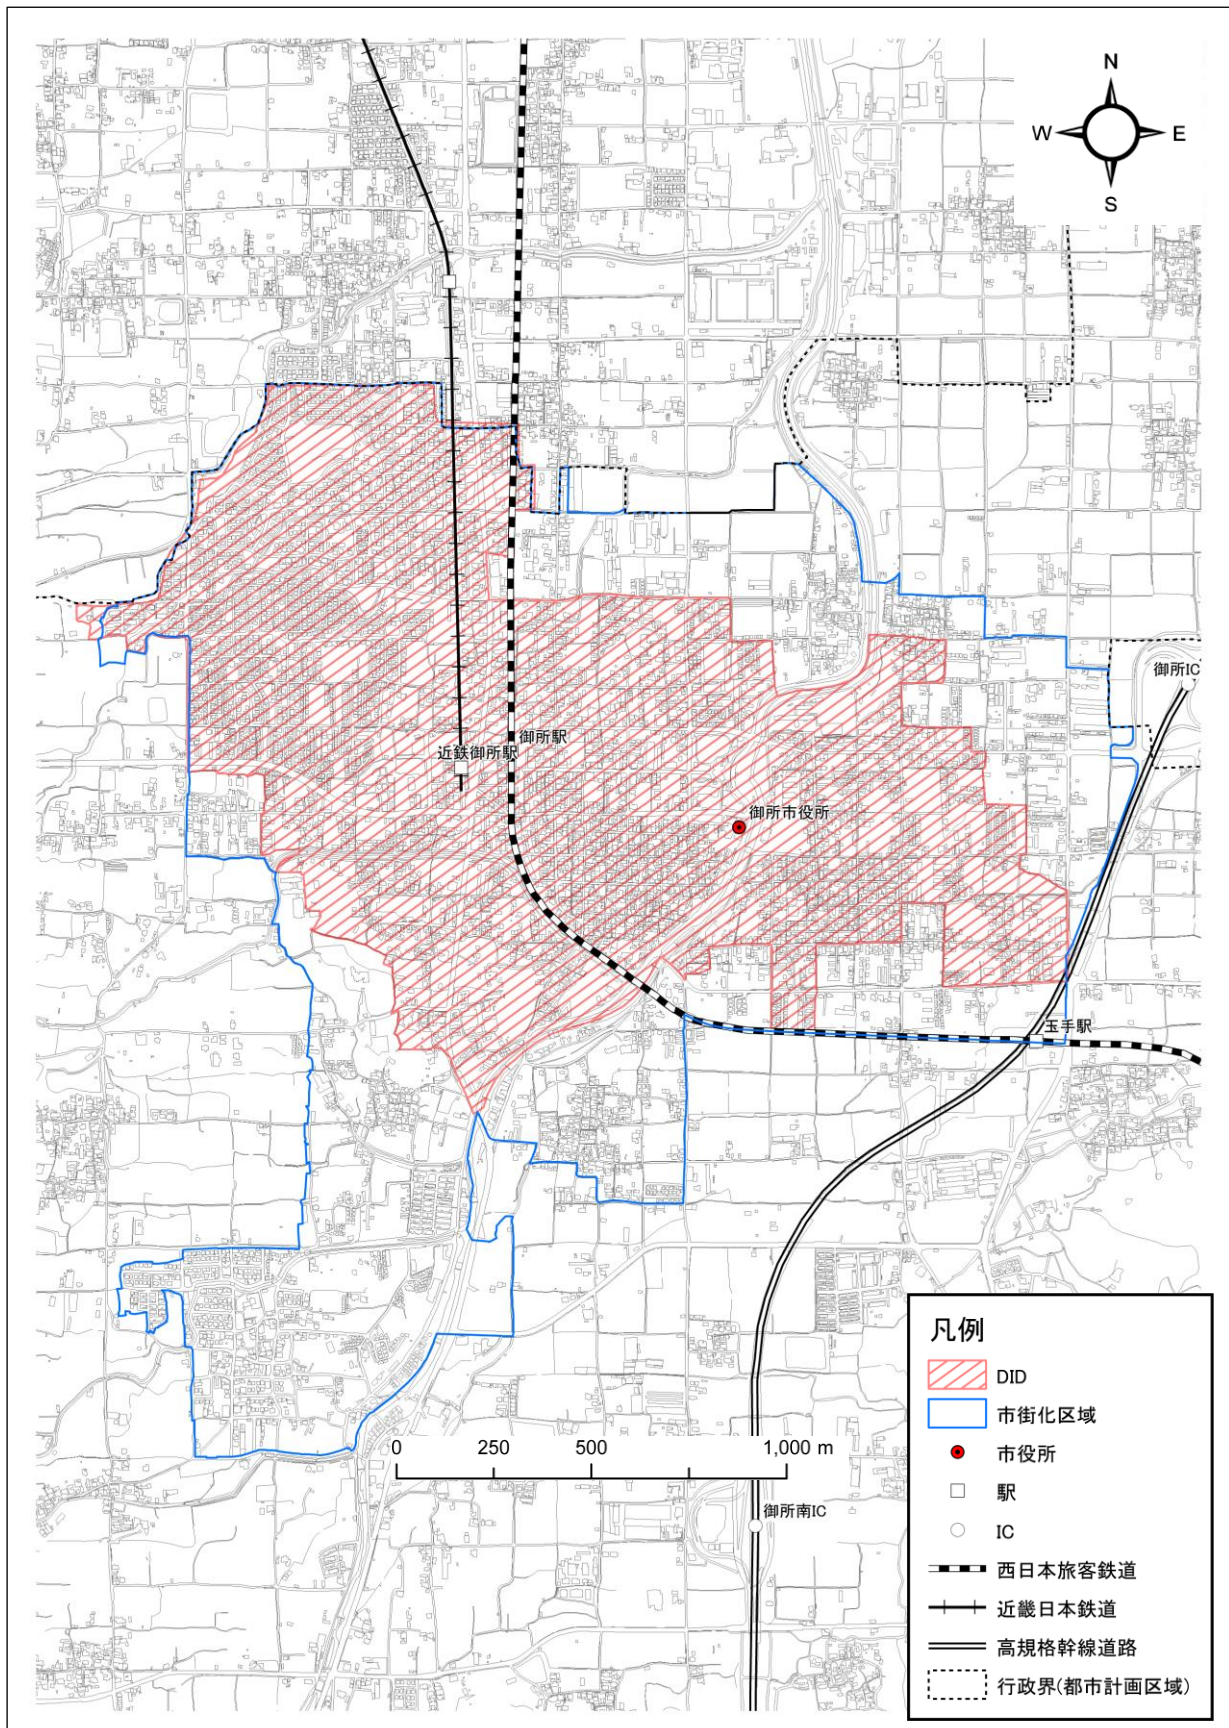 N
W E
S
御所IC
近鉄御所駅
御所駅
御所市役所
玉手駅
0 250 500 1,000 m
御所南IC
凡例
DID
市街化区域
市役所
駅
IC
西日本旅客鉄道
近畿日本鉄道
高規格幹線道路
行政界(都市計画区域)